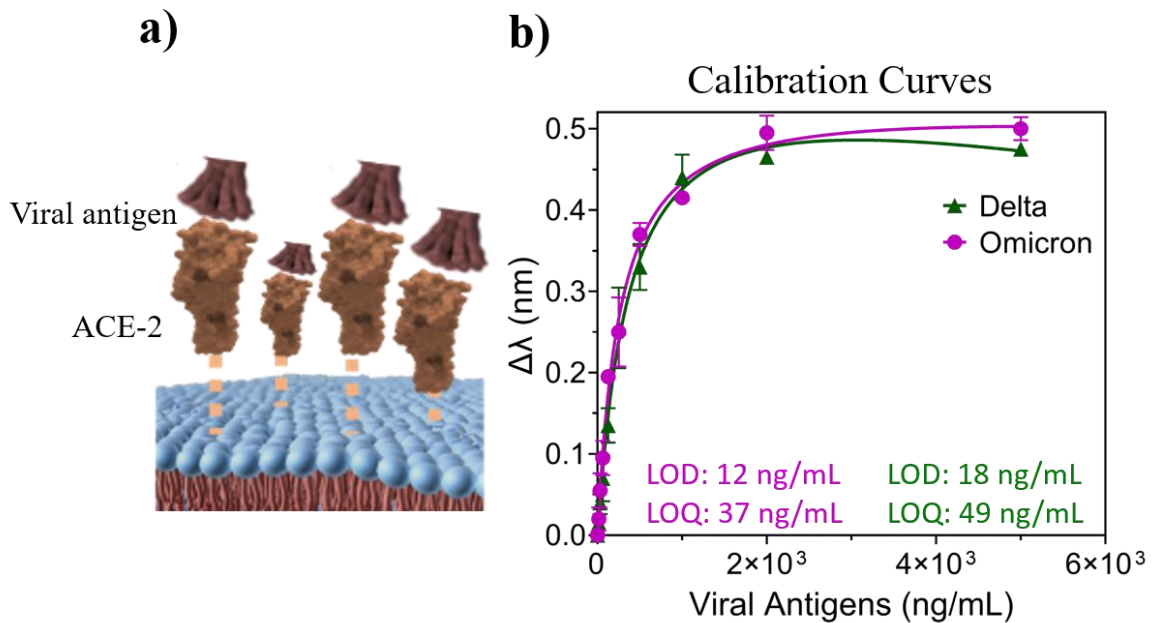 a)
Viral antigen
ACE-2
b)
Calibration Curves
Δλ (nm)
0.5
0.4
0.3
0.2
0.1
0.0
Delta
Omicron
LOD: 12 ng/mL
LOQ: 37 ng/mL
LOD: 18 ng/mL
LOQ: 49 ng/mL
0
2×10³
4×10³
6×10³
Viral Antigens (ng/mL)